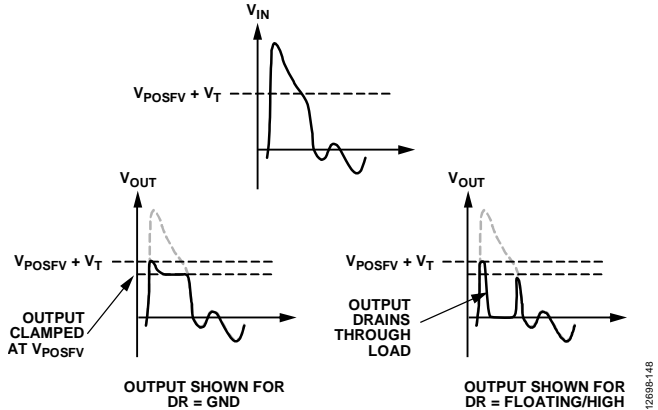 VIN
VPOSFV + VT
VOUT
VPOSFV + VT
OUTPUT
CLAMPED
AT VPOSFV
OUTPUT SHOWN FOR
DR = GND
VOUT
VPOSFV + VT
OUTPUT
DRAINS
THROUGH
LOAD
OUTPUT SHOWN FOR
DR = FLOATING/HIGH
12698-148